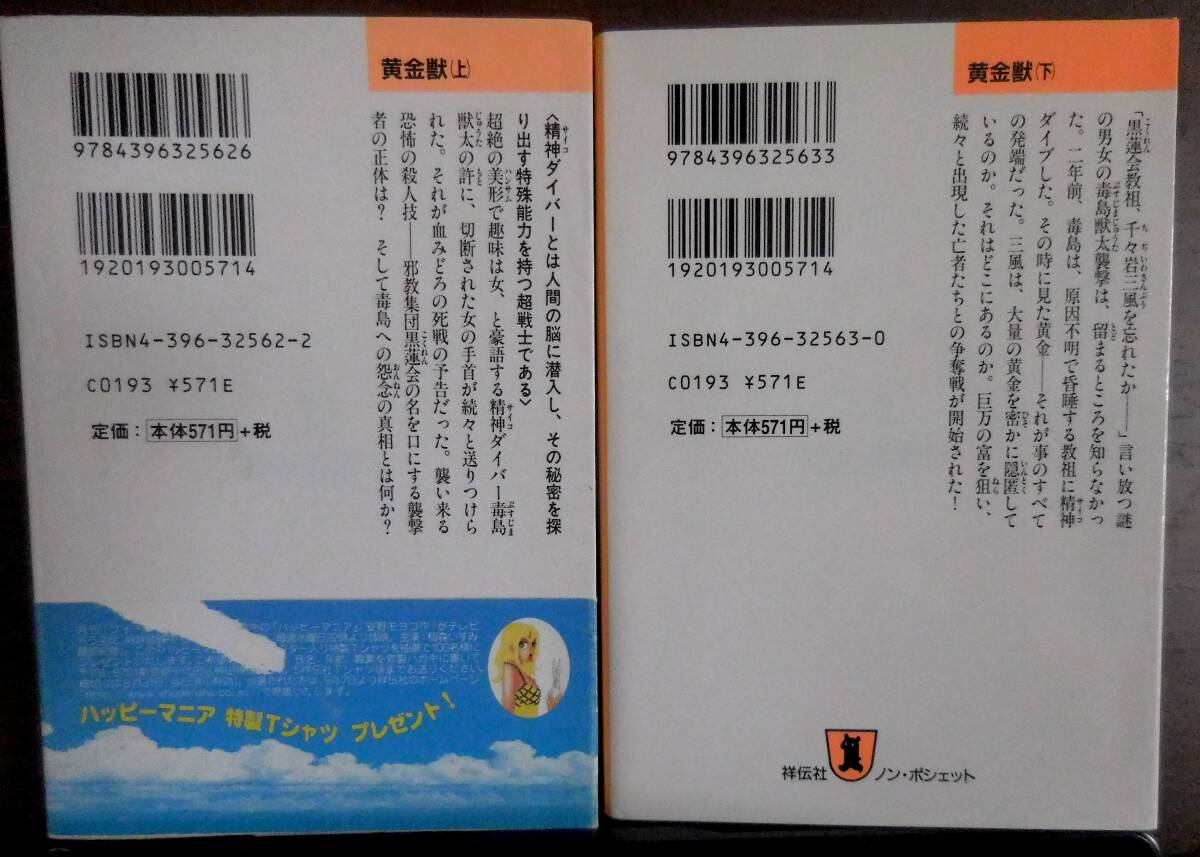 黄金獣(上)
9784396325626
1920193005714
ISBN4-396-32562-2
C0193 ¥571E
定価：本体571円+税
〈精神ダイバーとは人間の脳に潜入し、その秘密を探
り出す特殊能力を持つ超戦士である〉
超絶の美形で趣味は女、と豪語する精神ダイバー毒島
獣太の許に、切断された女の手首が続々と送りつけら
れた。それが血みどろの死戦の予告だった。襲い来る
恐怖の殺人技――邪教集団黒蓮会の名を口にする襲撃
者の正体は？　そして毒島への怨念の真相とは何か？
ハッピーマニア 特製Tシャツ プレゼント！
黄金獣(下)
9784396325633
1920193005714
ISBN4-396-32563-0
C0193 ¥571E
定価：本体571円+税
「黒蓮会教祖、千々岩三風を忘れたか――」言い放つ謎
の男女の毒島獣太襲撃は、留まるところを知らなかっ
た。二年前、毒島は、原因不明で昏睡する教祖に精神
ダイブした。その時に見た黄金――それが事のすべて
の発端だった。三風は、大量の黄金を密かに隠匿して
いるのか。それはどこにあるのか。巨万の富を狙い、
続々と出現した亡者たちとの争奪戦が開始された！
祥伝社 ノン・ポシェット